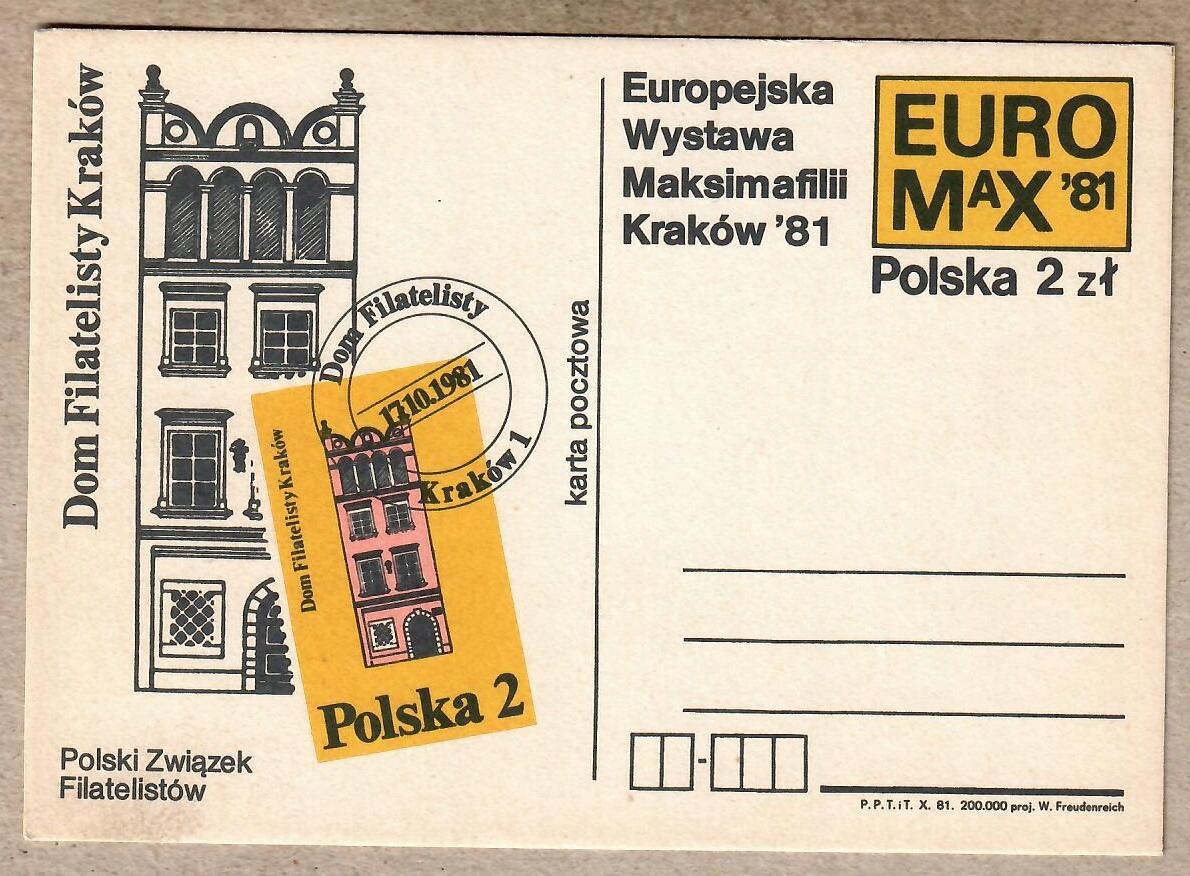 Dom Filatelisty Kraków
Dom Filatelisty
17.10.1981
Kraków 1
Dom Filatelisty Kraków
Polska 2
Polski Związek
Filatelistów
karta pocztowa
Europejska
Wystawa
Maksimafilii
Kraków '81
EURO
MAX '81
Polska 2 zł
P.P.T.iT. X. 81. 200.000 proj. W. Freudenreich